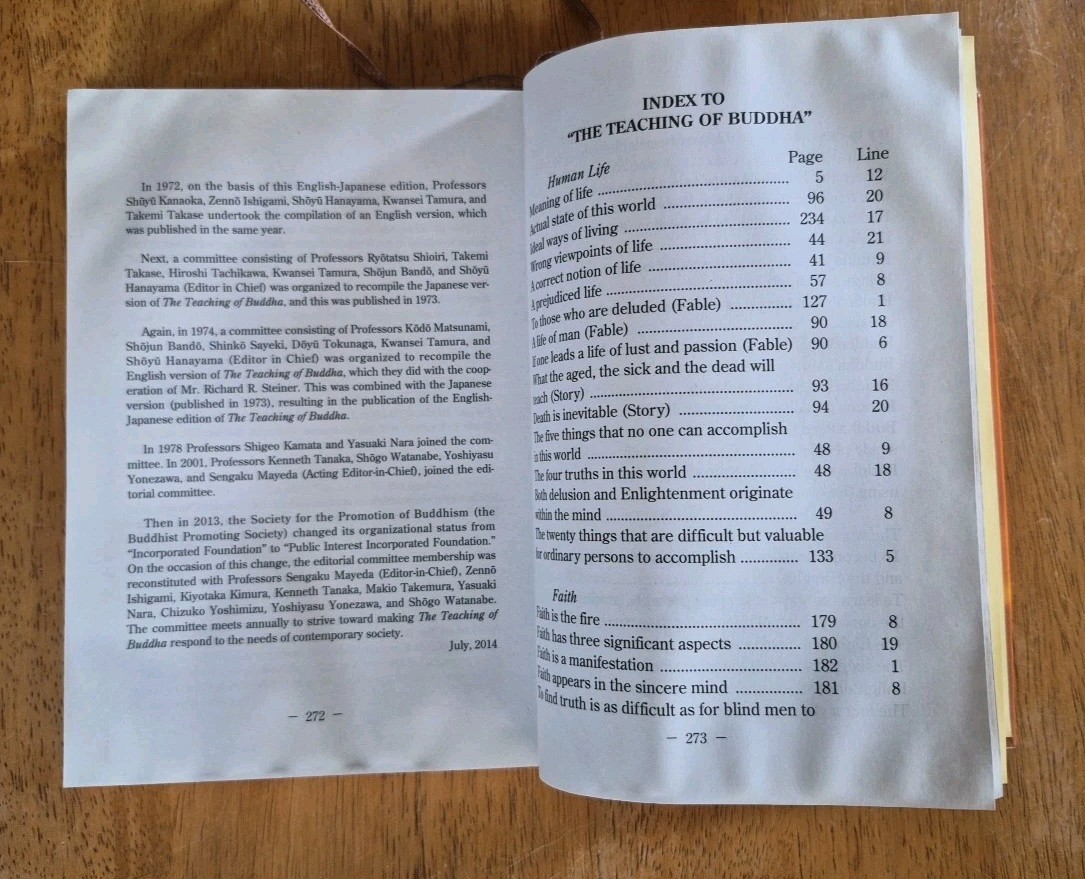 In 1972, on the basis of this English-Japanese edition, Professors
Shūyū Kanaoka, Zennō Ishigami, Shōyū Hanayama, Kwansei Tamura, and
Takemi Takase undertook the compilation of an English version, which
was published in the same year.
Next, a committee consisting of Professors Ryōtatsu Shioiri, Takemi
Takase, Hiroshi Tachikawa, Kwansei Tamura, Shōjun Bandō, and Shōyū
Hanayama (Editor in Chief) was organized to recompile the Japanese ver-
sion of The Teaching of Buddha, and this was published in 1973.
Again, in 1974, a committee consisting of Professors Kōdō Matsunami,
Shōjun Bandō, Shinkō Sayeki, Dōyū Tokunaga, Kwansei Tamura, and
Shōyū Hanayama (Editor in Chief) was organized to recompile the
English version of The Teaching of Buddha, which they did with the coop-
eration of Mr. Richard R. Steiner. This was combined with the Japanese
version (published in 1973), resulting in the publication of the English-
Japanese edition of The Teaching of Buddha.
In 1978 Professors Shigeo Kamata and Yasuaki Nara joined the com-
mittee. In 2001, Professors Kenneth Tanaka, Shōgo Watanabe, Yoshiyasu
Yonezawa, and Sengaku Mayeda (Acting Editor-in-Chief), joined the edi-
torial committee.
Then in 2013, the Society for the Promotion of Buddhism (the
Buddhist Promoting Society) changed its organizational status from
“Incorporated Foundation” to “Public Interest Incorporated Foundation.”
On the occasion of this change, the editorial committee membership was
reconstituted with Professors Sengaku Mayeda (Editor-in-Chief), Zennō
Ishigami, Kiyotaka Kimura, Kenneth Tanaka, Makio Takemura, Yasuaki
Nara, Chizuko Yoshimizu, Yoshiyasu Yonezawa, and Shōgo Watanabe.
The committee meets annually to strive toward making The Teaching of
Buddha respond to the needs of contemporary society.
July, 2014
— 272 —
INDEX TO
“THE TEACHING OF BUDDHA”
Human Life Page Line
Meaning of life ........ 5 12
Actual state of this world ........ 96 20
Ideal ways of living ........ 234 17
Wrong viewpoints of life ........ 44 21
A correct notion of life ........ 41 9
A prejudiced life ........ 57 8
To those who are deluded (Fable) ........ 127 1
A life of man (Fable) ........ 90 18
If one leads a life of lust and passion (Fable) 90 6
What the aged, the sick and the dead will
teach (Story) ........ 93 16
Death is inevitable (Story) ........ 94 20
The five things that no one can accomplish
in this world ........ 48 9
The four truths in this world ........ 48 18
Both delusion and Enlightenment originate
within the mind ........ 49 8
The twenty things that are difficult but valuable
for ordinary persons to accomplish ........ 133 5
Faith
Faith is the fire ........ 179 8
Faith has three significant aspects ........ 180 19
Faith is a manifestation ........ 182 1
Faith appears in the sincere mind ........ 181 8
To find truth is as difficult as for blind men to
— 273 —